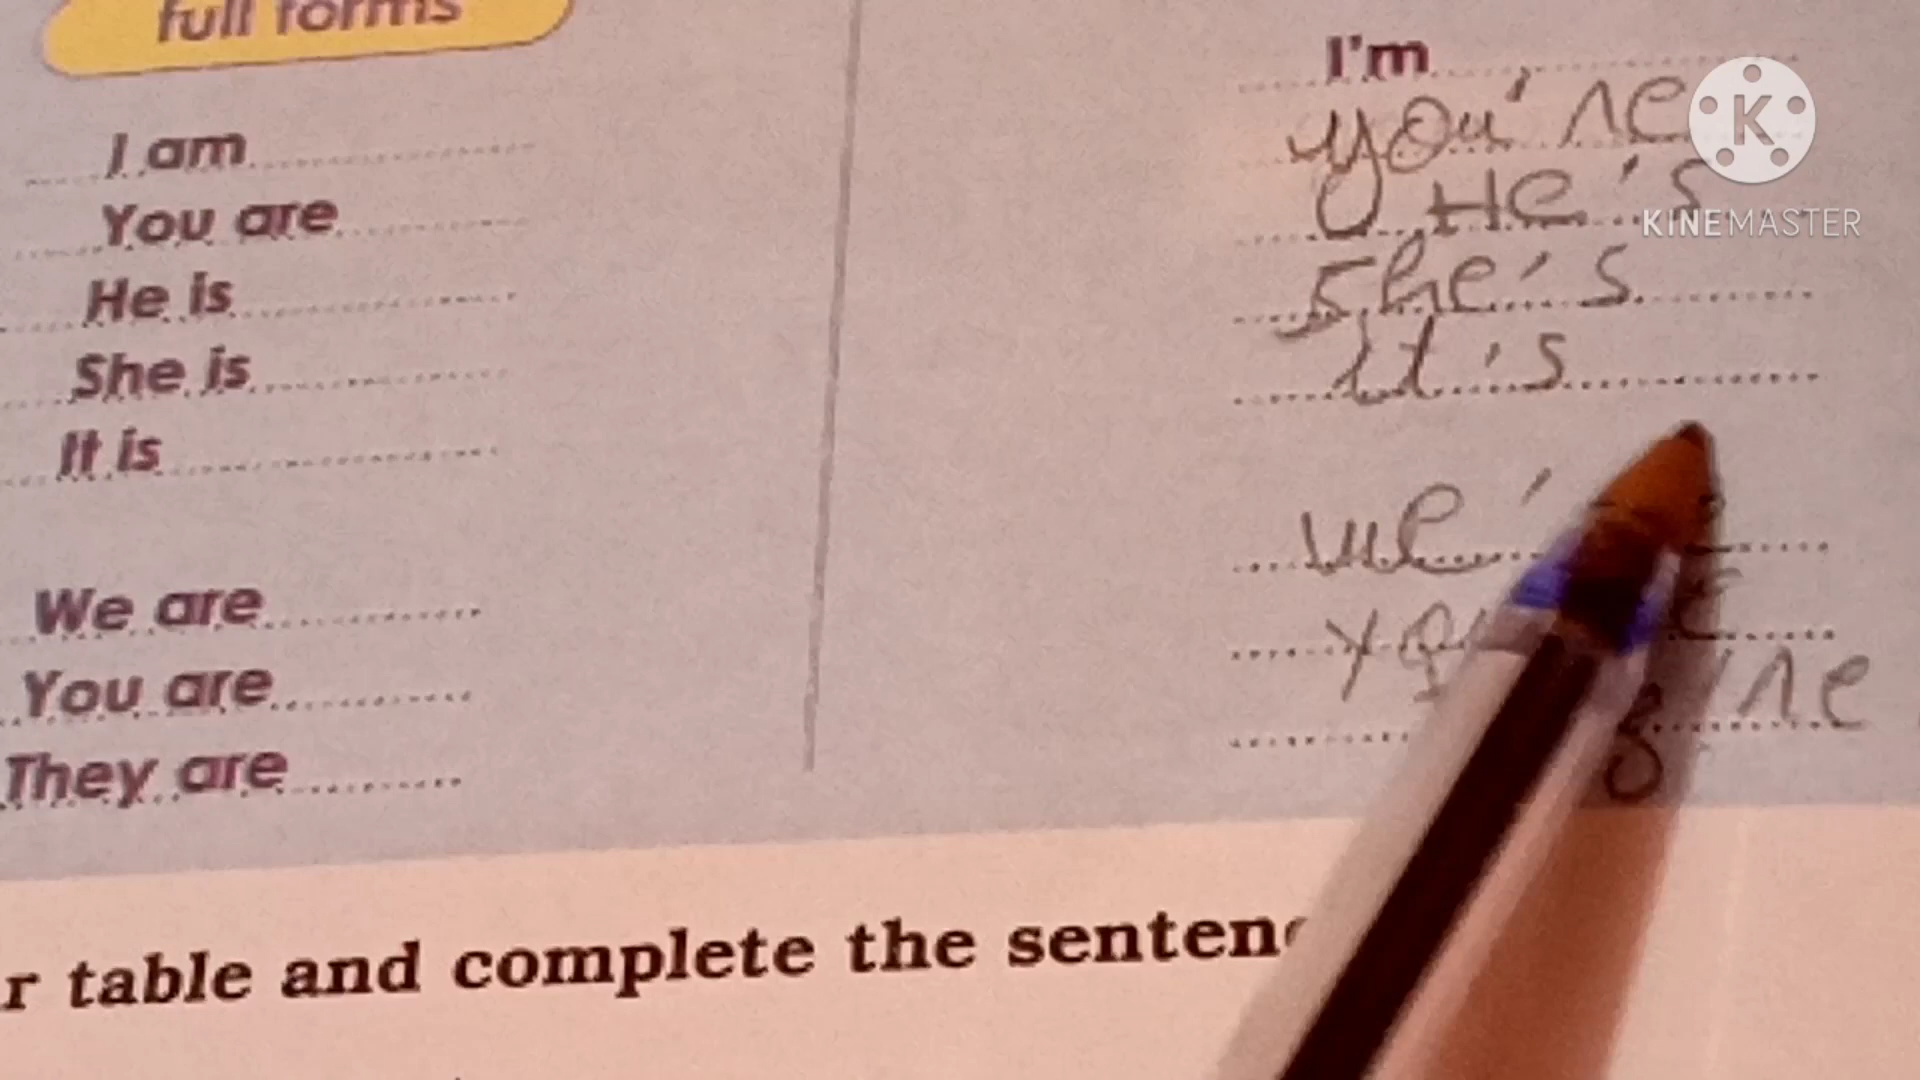 full forms
I am
You are
He is
She is
It is
We are
You are
They are
I'm
you're
He's
She's
it's
we'
KINEMASTER
r table and complete the senten